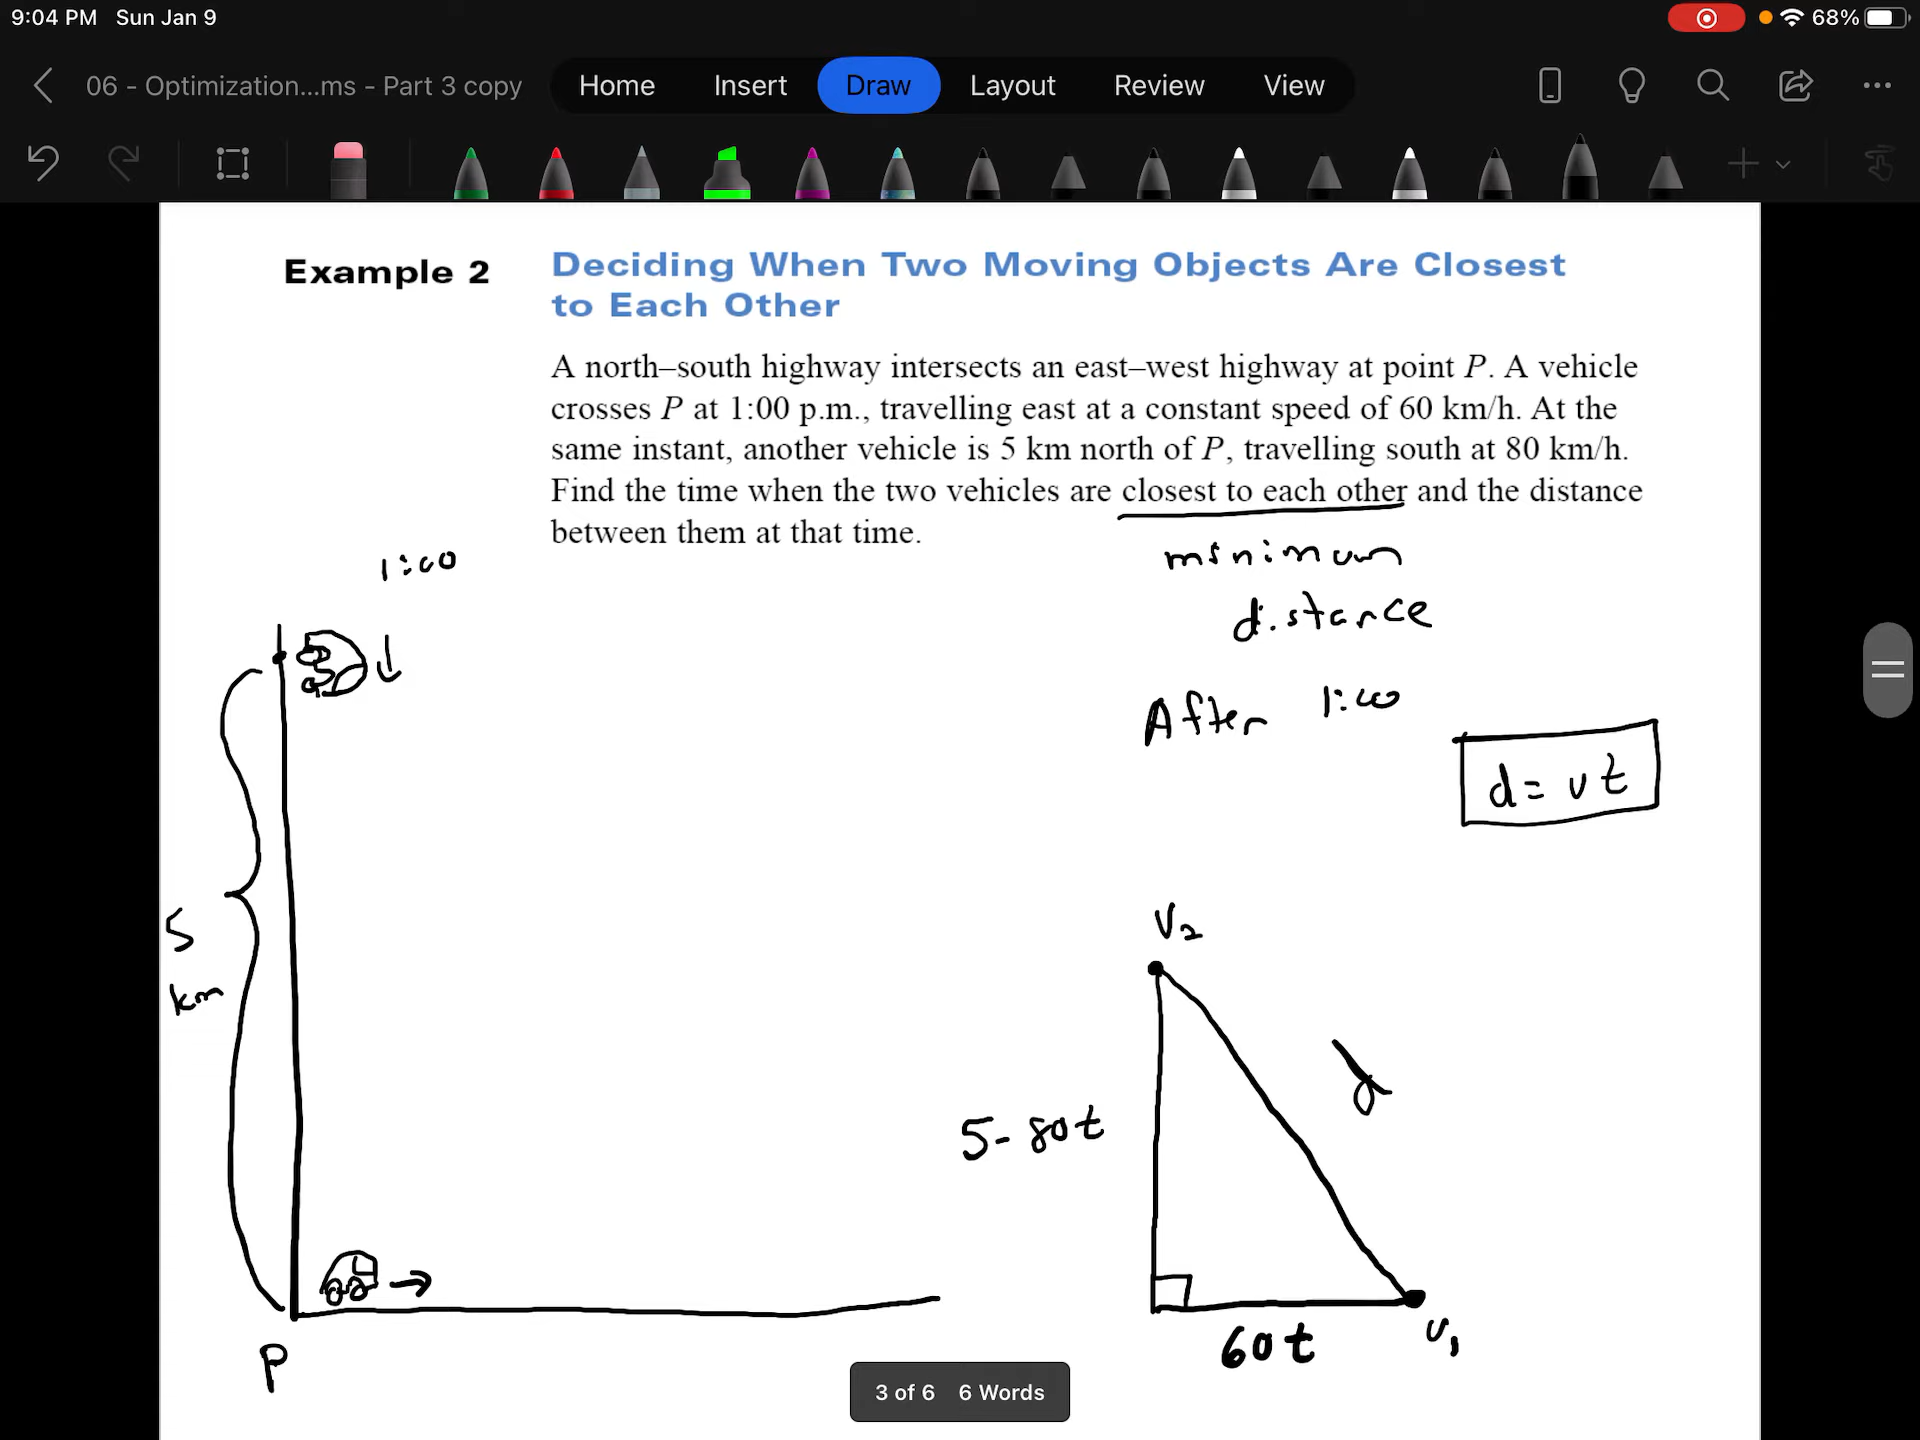 9:04 PM Sun Jan 9
68%
06 - Optimization...ms - Part 3 copy
Home Insert Draw Layout Review View
Example 2 Deciding When Two Moving Objects Are Closest
to Each Other
A north–south highway intersects an east–west highway at point P. A vehicle
crosses P at 1:00 p.m., travelling east at a constant speed of 60 km/h. At the
same instant, another vehicle is 5 km north of P, travelling south at 80 km/h.
Find the time when the two vehicles are closest to each other and the distance
between them at that time.
1:00
minimum
distance
After 1:00
d = vt
5
km
V2
d
5 - 80t
60t
V1
P
3 of 6 6 Words